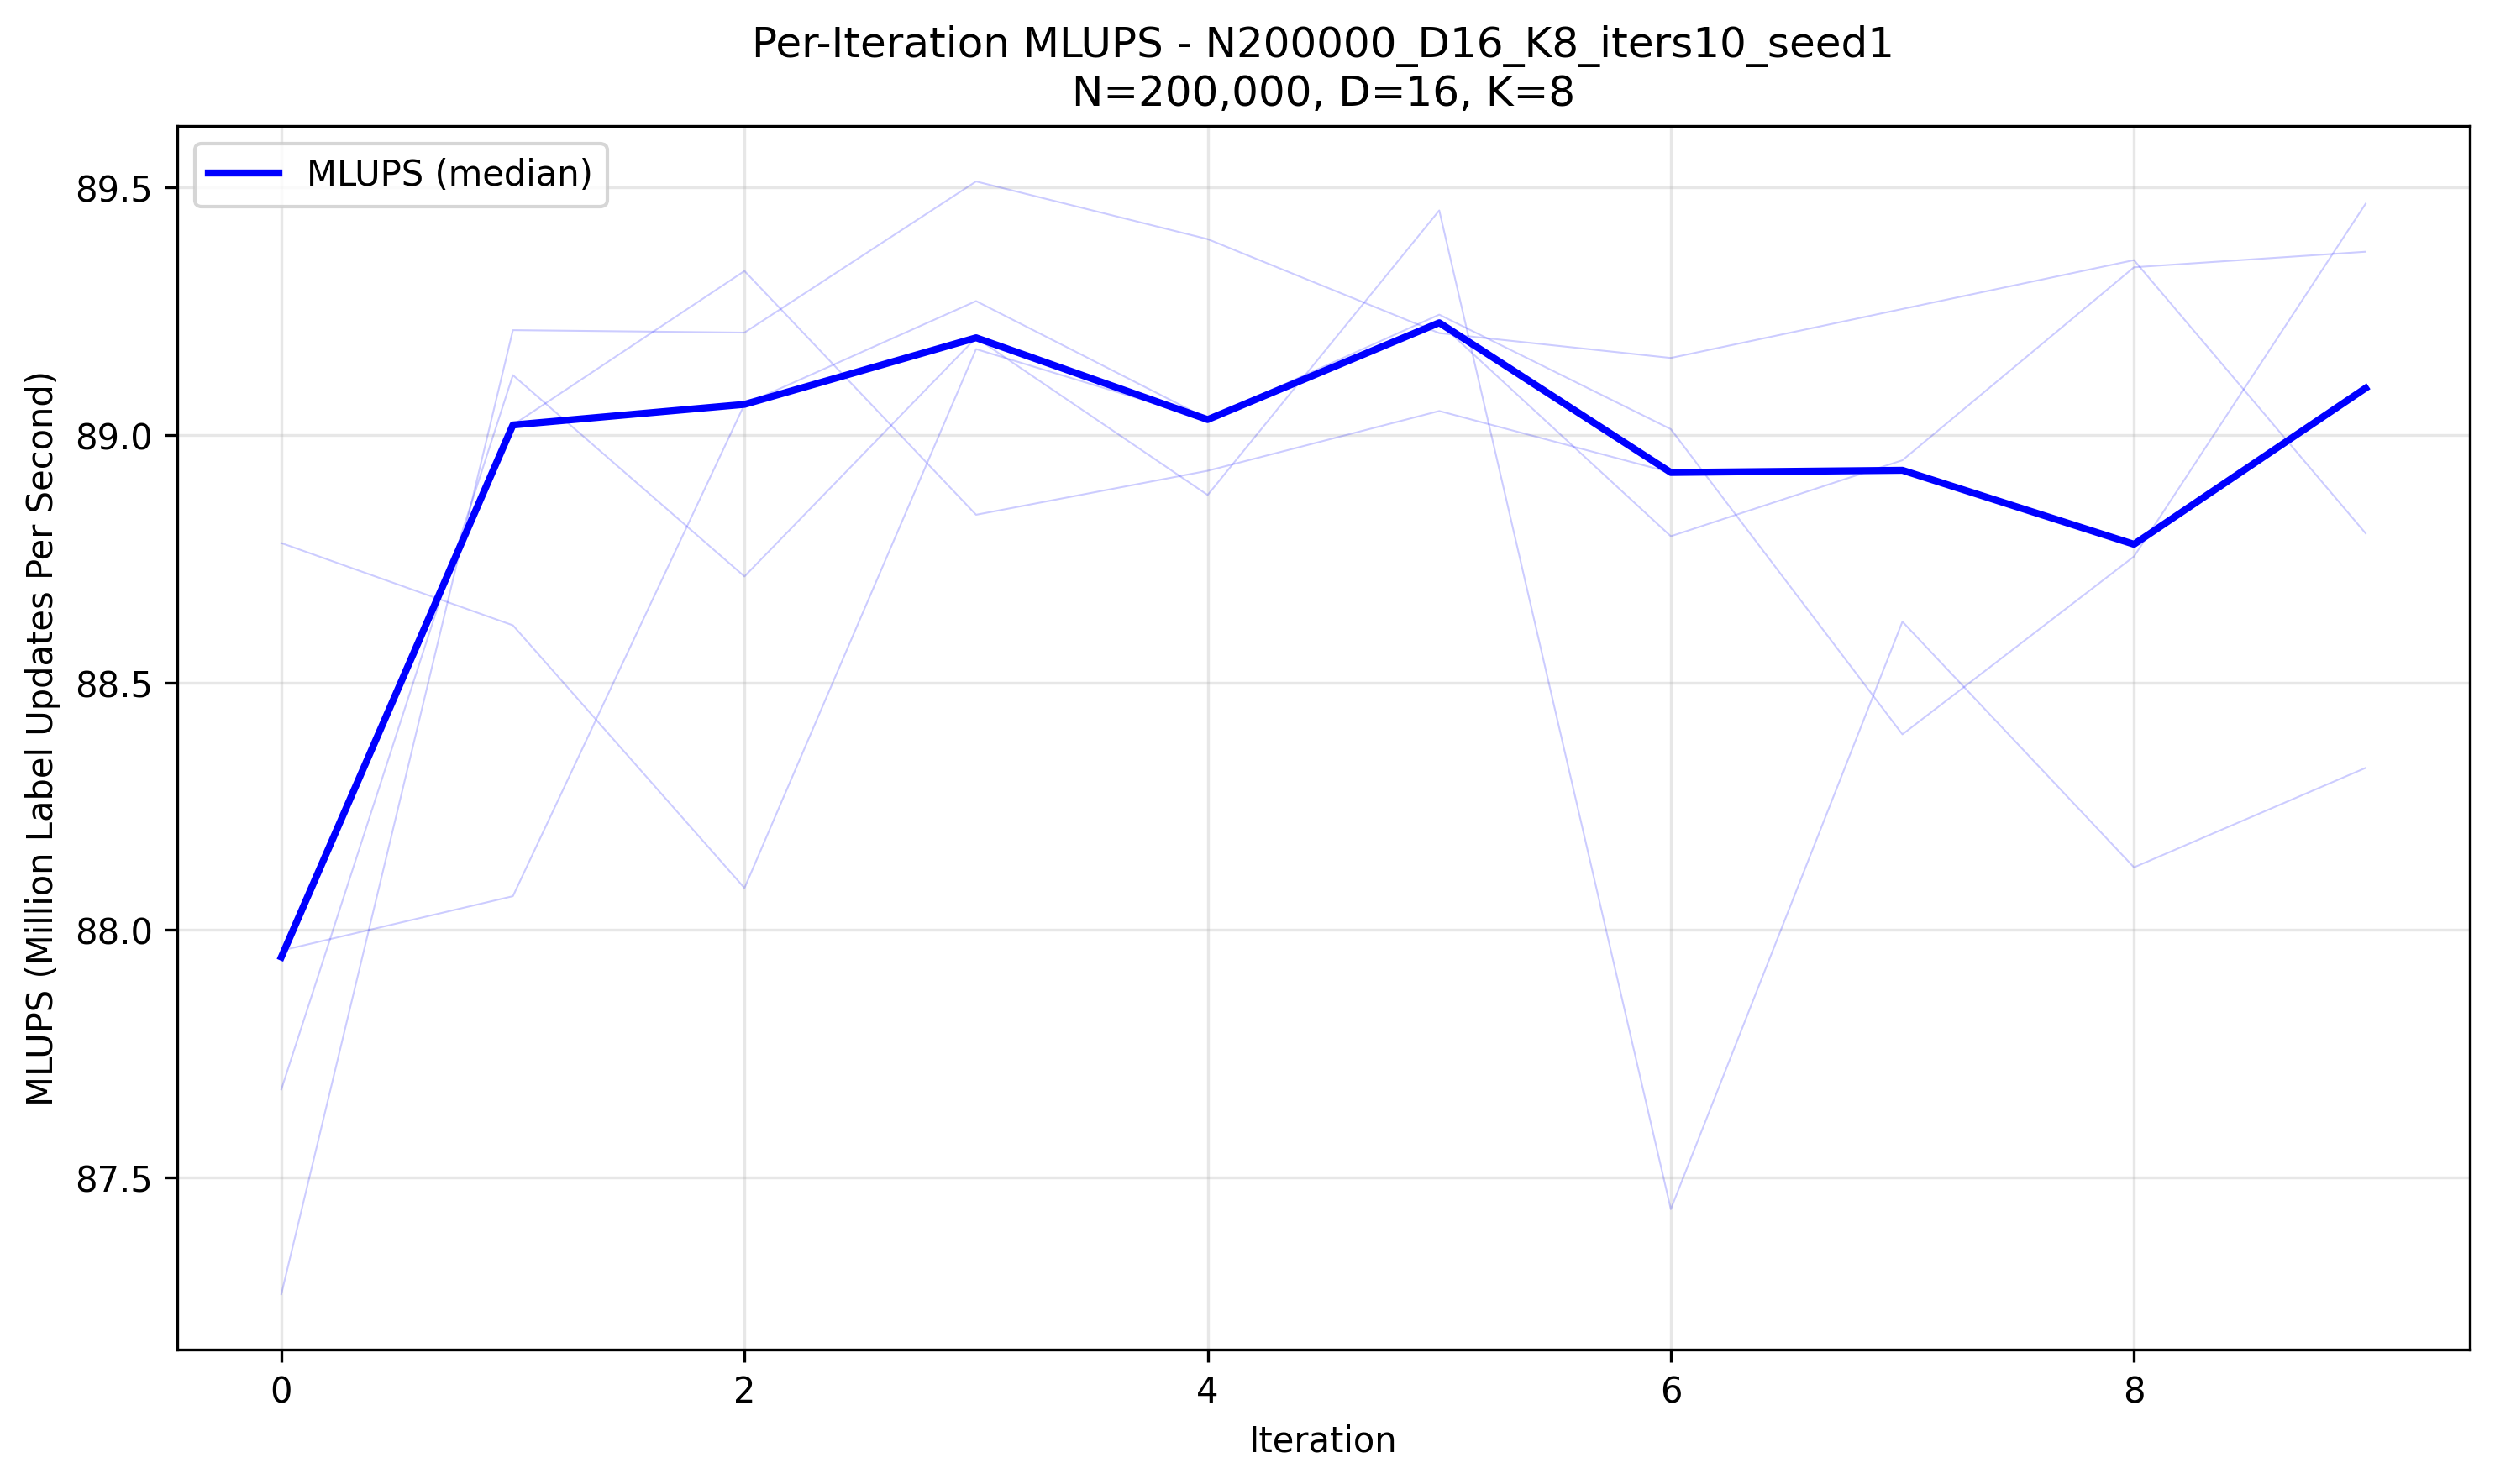 Per-Iteration MLUPS - N200000_D16_K8_iters10_seed1
N=200,000, D=16, K=8
MLUPS (median)
MLUPS (Million Label Updates Per Second)
89.5
89.0
88.5
88.0
87.5
0 2 4 6 8
Iteration